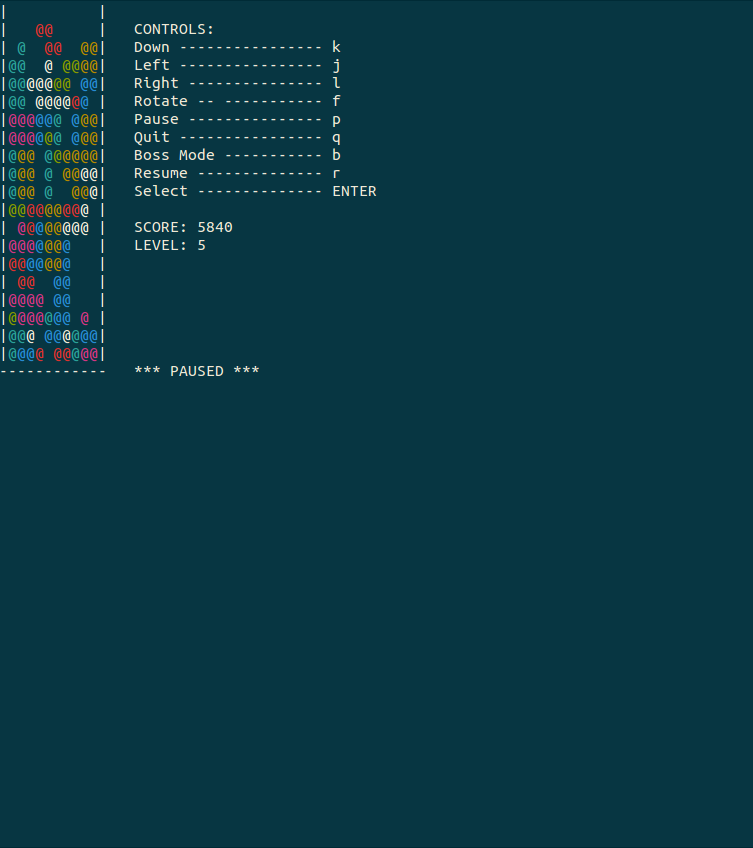 |          |
|   @@     |   CONTROLS:
| @  @@  @@|   Down ---------------- k
|@@  @ @@@@|   Left ---------------- j
|@@@@@@@ @@|   Right --------------- l
|@@ @@@@@@ |   Rotate -- ----------- f
|@@@@@@ @@@|   Pause --------------- p
|@@@@@@ @@@|   Quit ---------------- q
|@@@ @@@@@@|   Boss Mode ----------- b
|@@@ @ @@@@|   Resume -------------- r
|@@@ @  @@@|   Select -------------- ENTER
|@@@@@@@@@ |
| @@@@@@@@ |   SCORE: 5840
|@@@@@@@   |   LEVEL: 5
|@@@@@@@   |
| @@  @@   |
|@@@@ @@   |
|@@@@@@@ @ |
|@@@ @@@@@@|
|@@@@ @@@@@|
------------   *** PAUSED ***